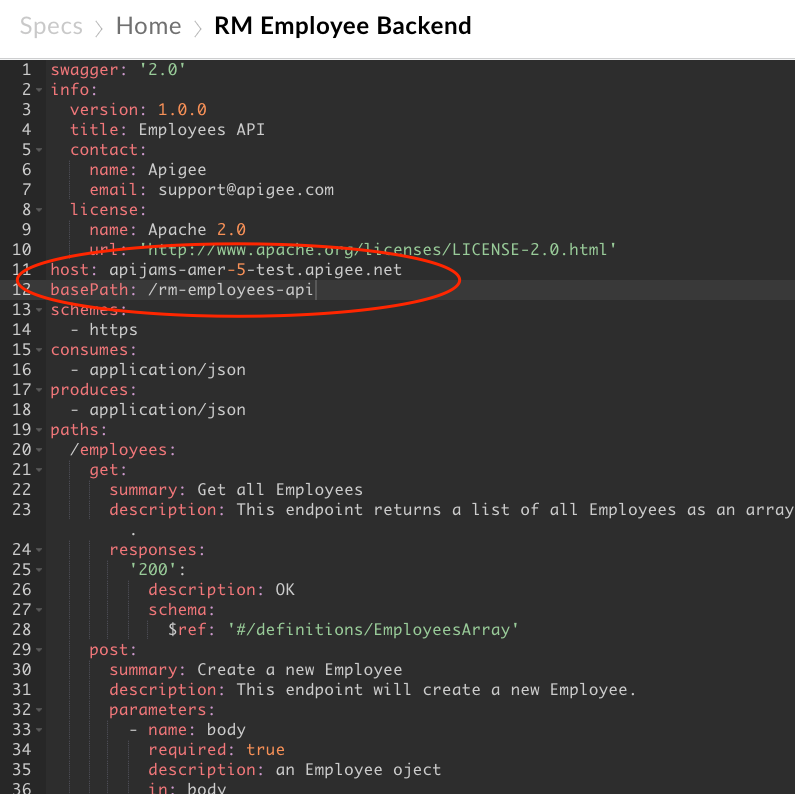 Specs > Home > RM Employee Backend
1 swagger: '2.0'
2 info:
3 version: 1.0.0
4 title: Employees API
5 contact:
6 name: Apigee
7 email: support@apigee.com
8 license:
9 name: Apache 2.0
10 url: 'http://www.apache.org/licenses/LICENSE-2.0.html'
11 host: apijams-amer-5-test.apigee.net
12 basePath: /rm-employees-api
13 schemes:
14 - https
15 consumes:
16 - application/json
17 produces:
18 - application/json
19 paths:
20 /employees:
21 get:
22 summary: Get all Employees
23 description: This endpoint returns a list of all Employees as an array
.
24 responses:
25 '200':
26 description: OK
27 schema:
28 $ref: '#/definitions/EmployeesArray'
29 post:
30 summary: Create a new Employee
31 description: This endpoint will create a new Employee.
32 parameters:
33 - name: body
34 required: true
35 description: an Employee oject
36 in: body